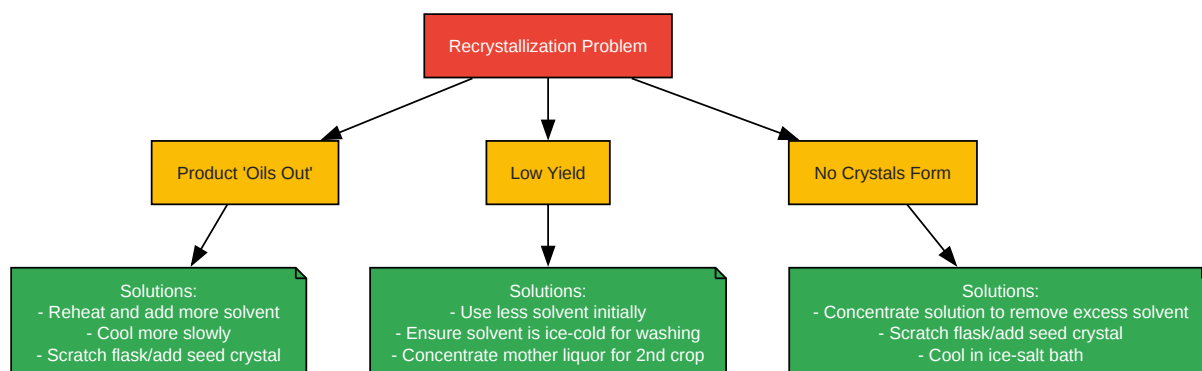 Recrystallization Problem
Product 'Oils Out'
Low Yield
No Crystals Form
Solutions:
- Reheat and add more solvent
- Cool more slowly
- Scratch flask/add seed crystal
Solutions:
- Use less solvent initially
- Ensure solvent is ice-cold for washing
- Concentrate mother liquor for 2nd crop
Solutions:
- Concentrate solution to remove excess solvent
- Scratch flask/add seed crystal
- Cool in ice-salt bath